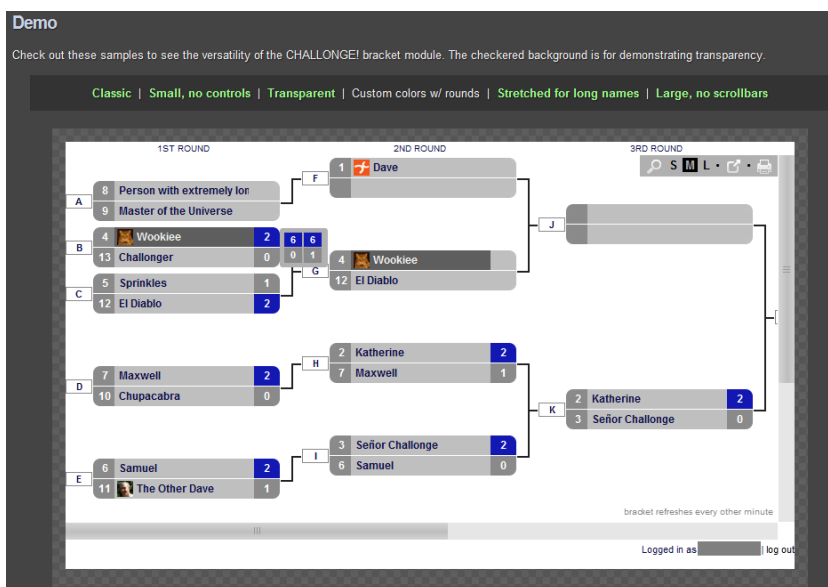 Demo
Check out these samples to see the versatility of the CHALLONGE! bracket module. The checkered background is for demonstrating transparency.
Classic | Small, no controls | Transparent | Custom colors w/ rounds | Stretched for long names | Large, no scrollbars
1ST ROUND 2ND ROUND 3RD ROUND
S M L
A
8 Person with extremely lon
9 Master of the Universe
B
4 Wookiee 2
13 Challonger 0
6 6
0 1
C
5 Sprinkles 1
12 El Diablo 2
D
7 Maxwell 2
10 Chupacabra 0
E
6 Samuel 2
11 The Other Dave 1
F
1 Dave
G
4 Wookiee
12 El Diablo
H
2 Katherine 2
7 Maxwell 1
I
3 Señor Challonge 2
6 Samuel 0
J
K
2 Katherine 2
3 Señor Challonge 0
bracket refreshes every other minute
Logged in as | log out